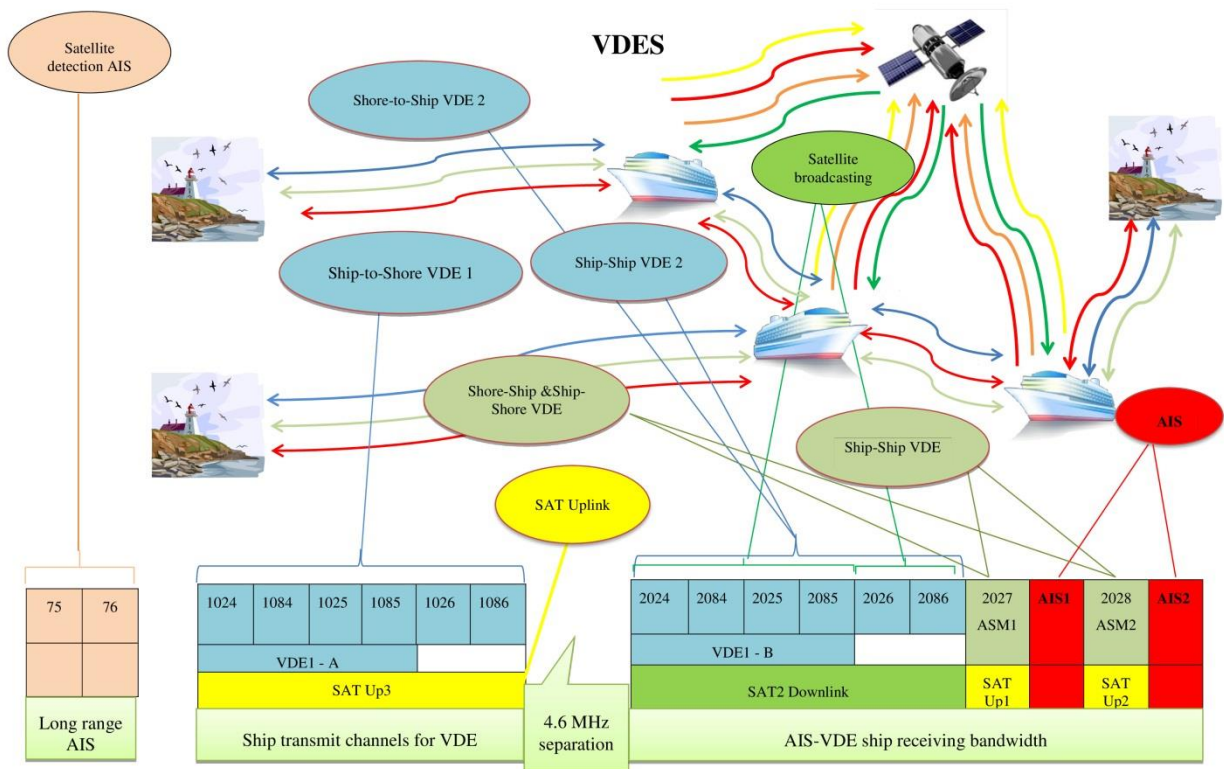 VDES
Satellite
detection AIS
Shore-to-Ship VDE 2
Satellite
broadcasting
Ship-to-Shore VDE 1
Ship-Ship VDE 2
Shore-Ship &Ship-
Shore VDE
AIS
Ship-Ship VDE
SAT Uplink
75 76
1024 1084 1025 1085 1026 1086
2024 2084 2025 2085 2026 2086 2027 AIS1 2028 AIS2
ASM1 ASM2
VDE1 - A
VDE1 - B
SAT Up3
SAT2 Downlink
SAT
Up1
SAT
Up2
Long range
AIS
Ship transmit channels for VDE
4.6 MHz
separation
AIS-VDE ship receiving bandwidth